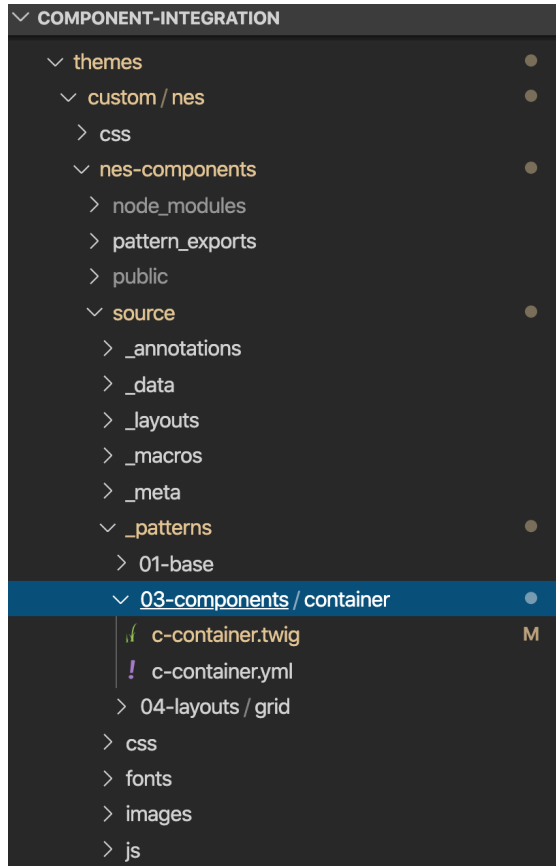 COMPONENT-INTEGRATION
themes
custom / nes
css
nes-components
node_modules
pattern_exports
public
source
_annotations
_data
_layouts
_macros
_meta
_patterns
01-base
03-components / container
c-container.twig M
! c-container.yml
04-layouts / grid
css
fonts
images
js